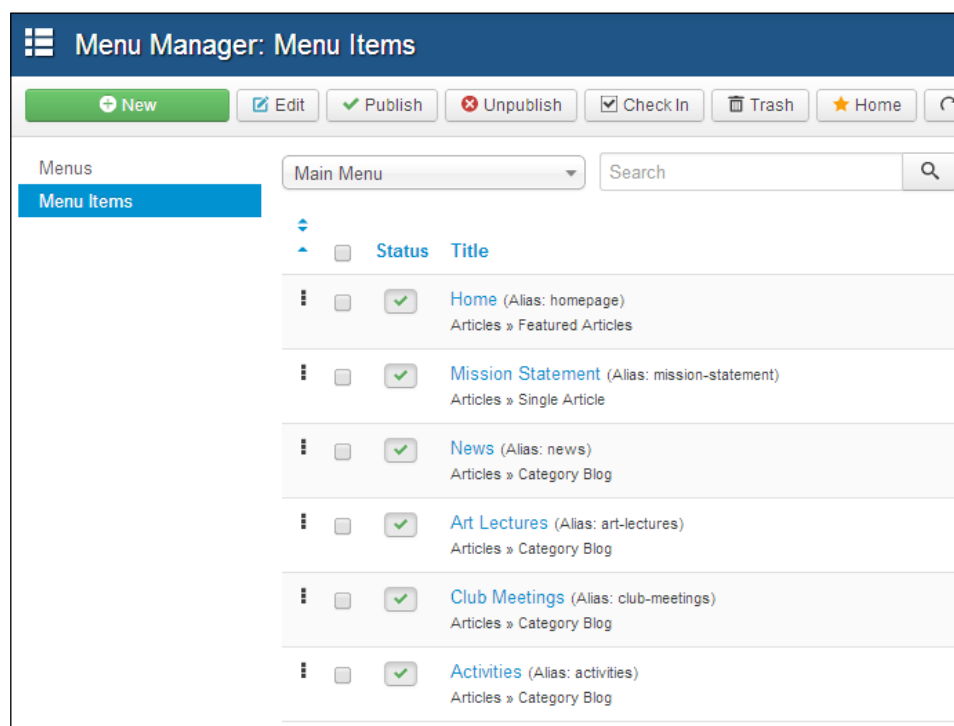 Menu Manager: Menu Items
New Edit Publish Unpublish Check In Trash Home
Menus
Main Menu Search
Menu Items
Status Title
Home (Alias: homepage)
Articles » Featured Articles
Mission Statement (Alias: mission-statement)
Articles » Single Article
News (Alias: news)
Articles » Category Blog
Art Lectures (Alias: art-lectures)
Articles » Category Blog
Club Meetings (Alias: club-meetings)
Articles » Category Blog
Activities (Alias: activities)
Articles » Category Blog